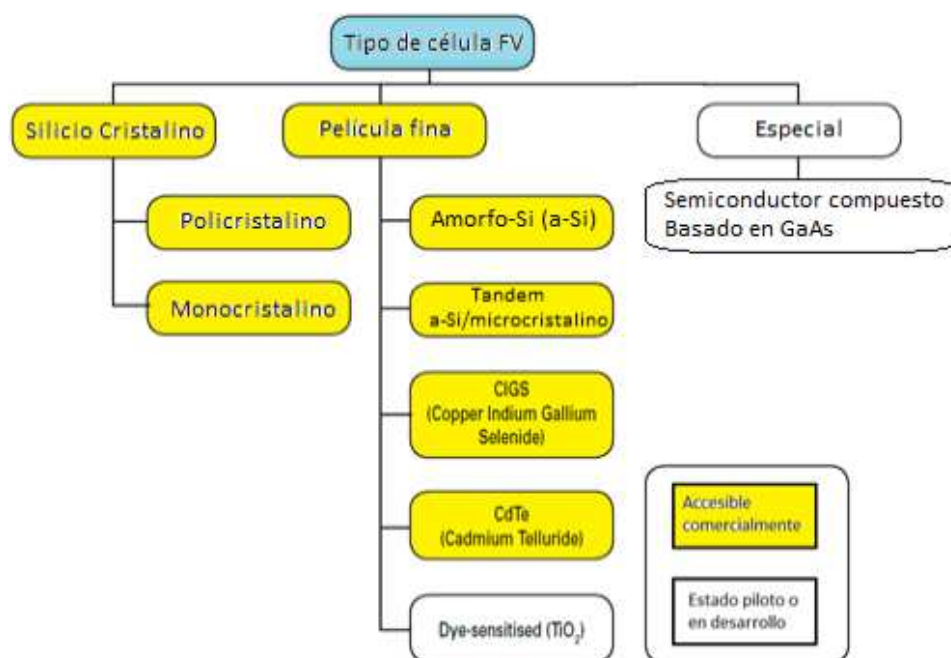 Tipo de célula FV
Silicio Cristalino
Película fina
Especial
Policristalino
Monocristalino
Amorfo-Si (a-Si)
Tandem
a-Si/microcristalino
CIGS
(Copper Indium Gallium
Selenide)
CdTe
(Cadmium Telluride)
Dye-sensitised (TiO₂)
Semiconductor compuesto
Basado en GaAs
Accesible
comercialmente
Estado piloto o
en desarrollo